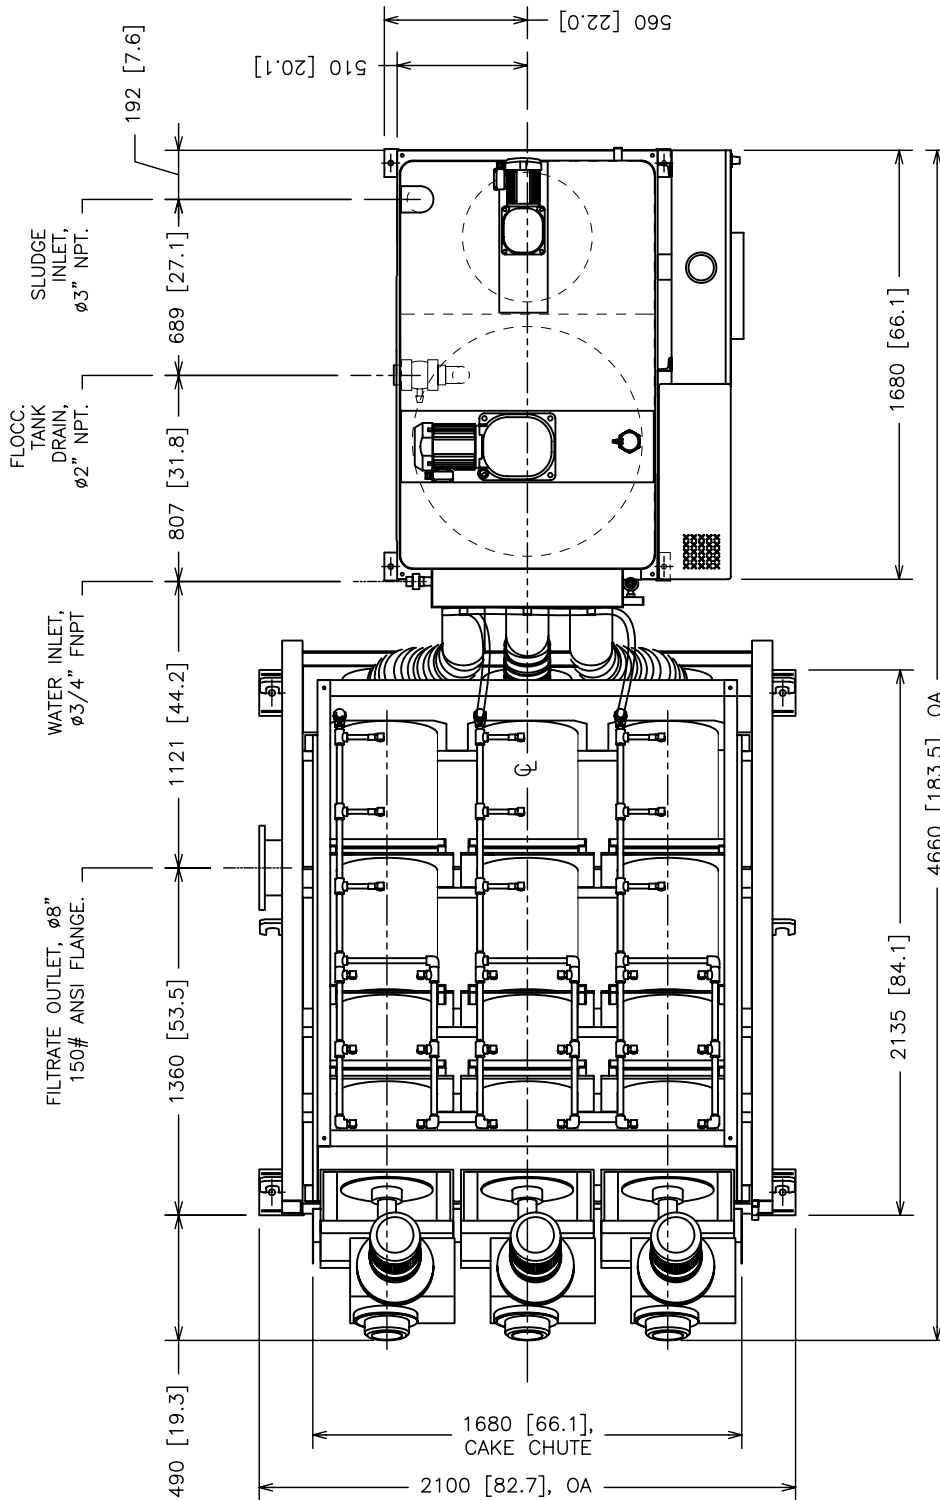 560 [22.0]
510 [20.1]
192 [7.6]
SLUDGE
INLET,
ø3" NPT.
689 [27.1]
FLOCC.
TANK
DRAIN,
ø2" NPT.
807 [31.8]
WATER INLET,
ø3/4" FNPT
1121 [44.2]
FILTRATE OUTLET, ø8"
150# ANSI FLANGE.
1360 [53.5]
490 [19.3]
1680 [66.1]
4660 [183.5], OA
2135 [84.1]
℄
1680 [66.1],
CAKE CHUTE
2100 [82.7], OA